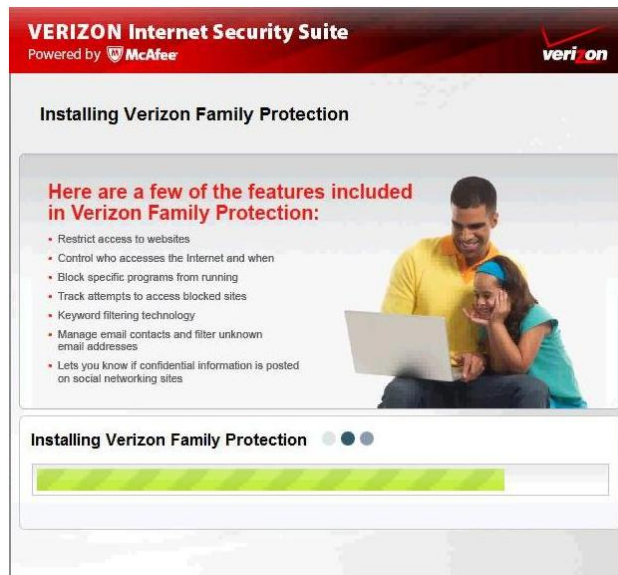 VERIZON Internet Security Suite
Powered by McAfee
verizon
Installing Verizon Family Protection
Here are a few of the features included
in Verizon Family Protection:
• Restrict access to websites
• Control who accesses the Internet and when
• Block specific programs from running
• Track attempts to access blocked sites
• Keyword filtering technology
• Manage email contacts and filter unknown
email addresses
• Lets you know if confidential information is posted
on social networking sites
Installing Verizon Family Protection